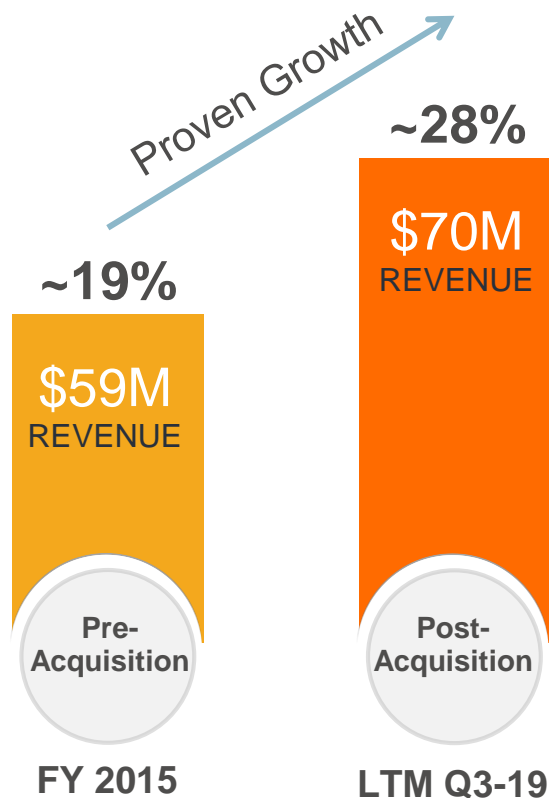 Proven Growth
~19%
$59M
REVENUE
Pre-
Acquisition
FY 2015
~28%
$70M
REVENUE
Post-
Acquisition
LTM Q3-19